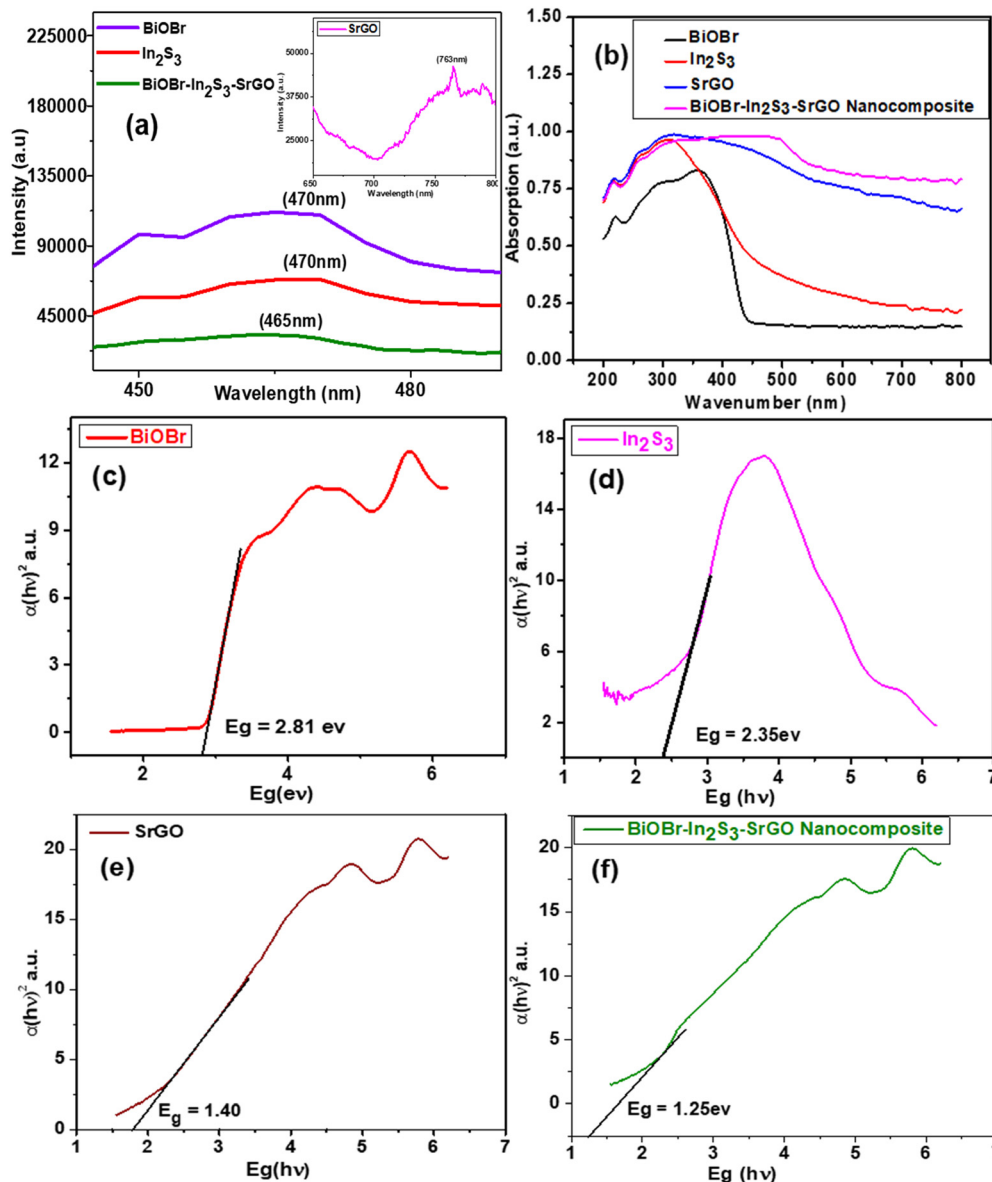 225000
180000
135000
90000
45000
Intensity (a.u)
BiOBr
In₂S₃
BiOBr-In₂S₃-SrGO
(a)
(470nm)
(470nm)
(465nm)
450
480
Wavelength (nm)
SrGO
(763nm)
50000
37500
25000
Intensity (a.u.)
650
700
750
800
Wavelength (nm)
1.50
1.25
1.00
0.75
0.50
0.25
0.00
Absorption (a.u.)
(b)
BiOBr
In₂S₃
SrGO
BiOBr-In₂S₃-SrGO Nanocomposite
200 300 400 500 600 700 800
Wavenumber (nm)
BiOBr
(c)
12
9
6
3
0
α(hν)² a.u.
Eg = 2.81 ev
2 4 6
Eg(ev)
In₂S₃
(d)
18
14
10
6
2
α(hν)² a.u.
Eg = 2.35ev
1 2 3 4 5 6 7
Eg (hν)
SrGO
(e)
20
15
10
5
0
α(hν)² a.u.
Eg = 1.40
1 2 3 4 5 6 7
Eg(hν)
BiOBr-In₂S₃-SrGO Nanocomposite
(f)
20
15
10
5
0
α(hν)² a.u.
Eg = 1.25ev
1 2 3 4 5 6 7
Eg (hν)